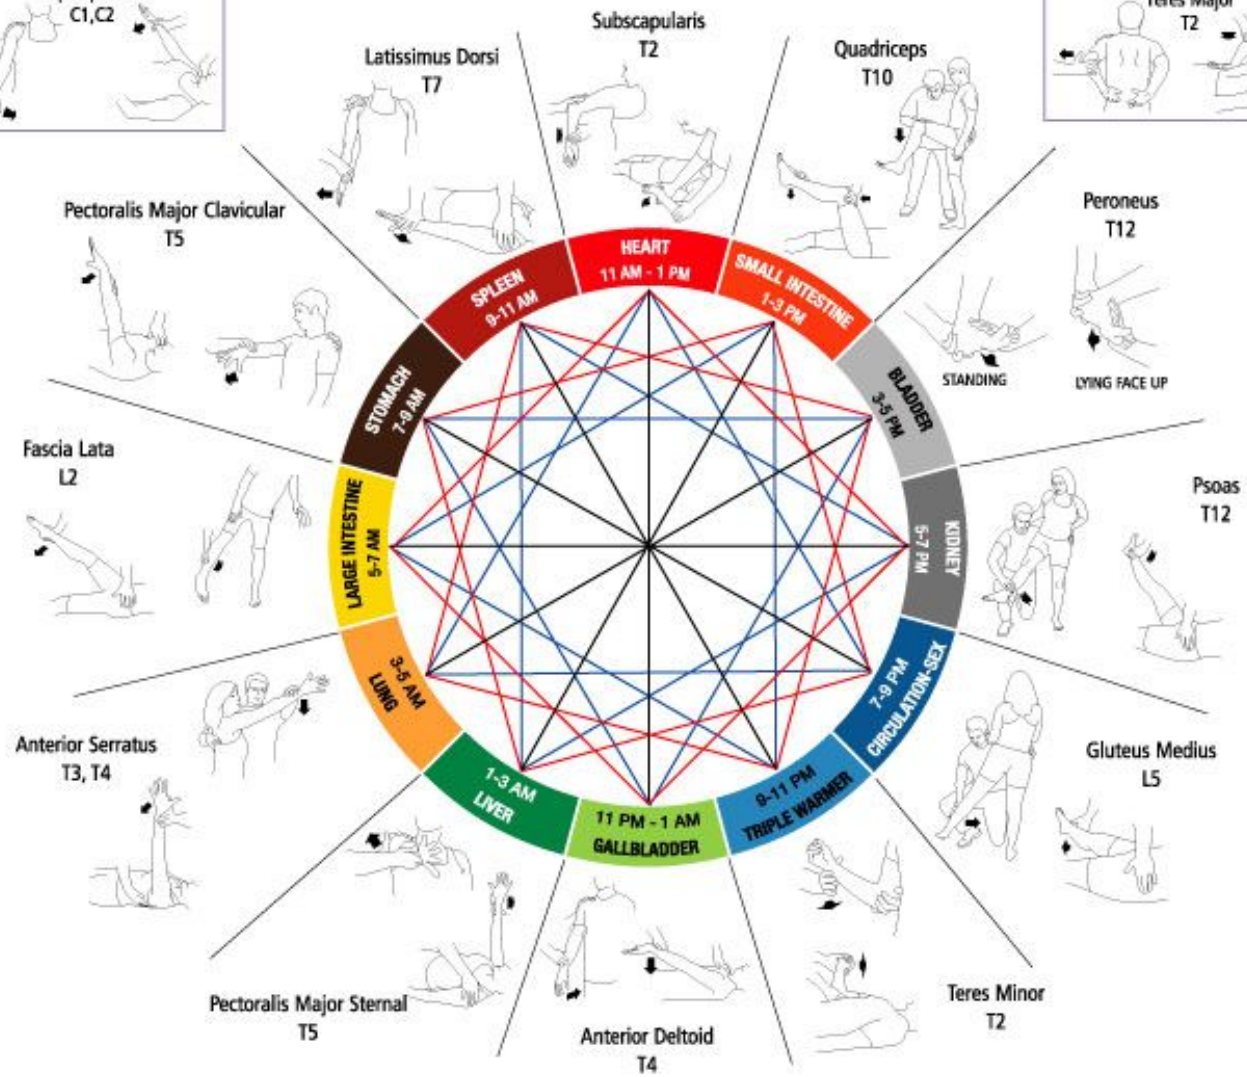 C1,C2
Teres Major
T2
Subscapularis
T2
Latissimus Dorsi
T7
Quadriceps
T10
Pectoralis Major Clavicular
T5
Peroneus
T12
STANDING
LYING FACE UP
Fascia Lata
L2
Psoas
T12
Anterior Serratus
T3, T4
Gluteus Medius
L5
Pectoralis Major Sternal
T5
Anterior Deltoid
T4
Teres Minor
T2
HEART
11 AM - 1 PM
SMALL INTESTINE
1-3 PM
BLADDER
3-5 PM
KIDNEY
5-7 PM
7-9 PM
CIRCULATION-SEX
9-11 PM
TRIPLE WARMER
11 PM - 1 AM
GALLBLADDER
1-3 AM
LIVER
3-5 AM
LUNG
LARGE INTESTINE
5-7 AM
STOMACH
7-9 AM
SPLEEN
9-11 AM